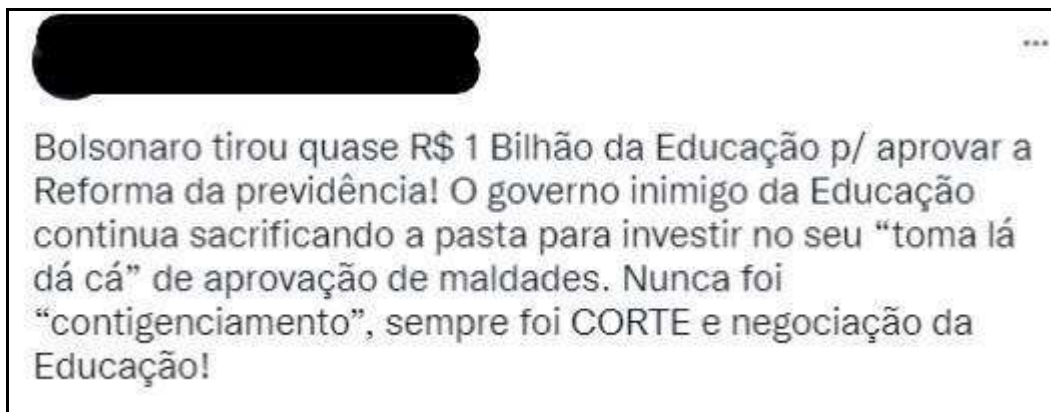 Bolsonaro tirou quase R$ 1 Bilhão da Educação p/ aprovar a
Reforma da previdência! O governo inimigo da Educação
continua sacrificando a pasta para investir no seu “toma lá
dá cá” de aprovação de maldades. Nunca foi
“contigenciamento”, sempre foi CORTE e negociação da
Educação!